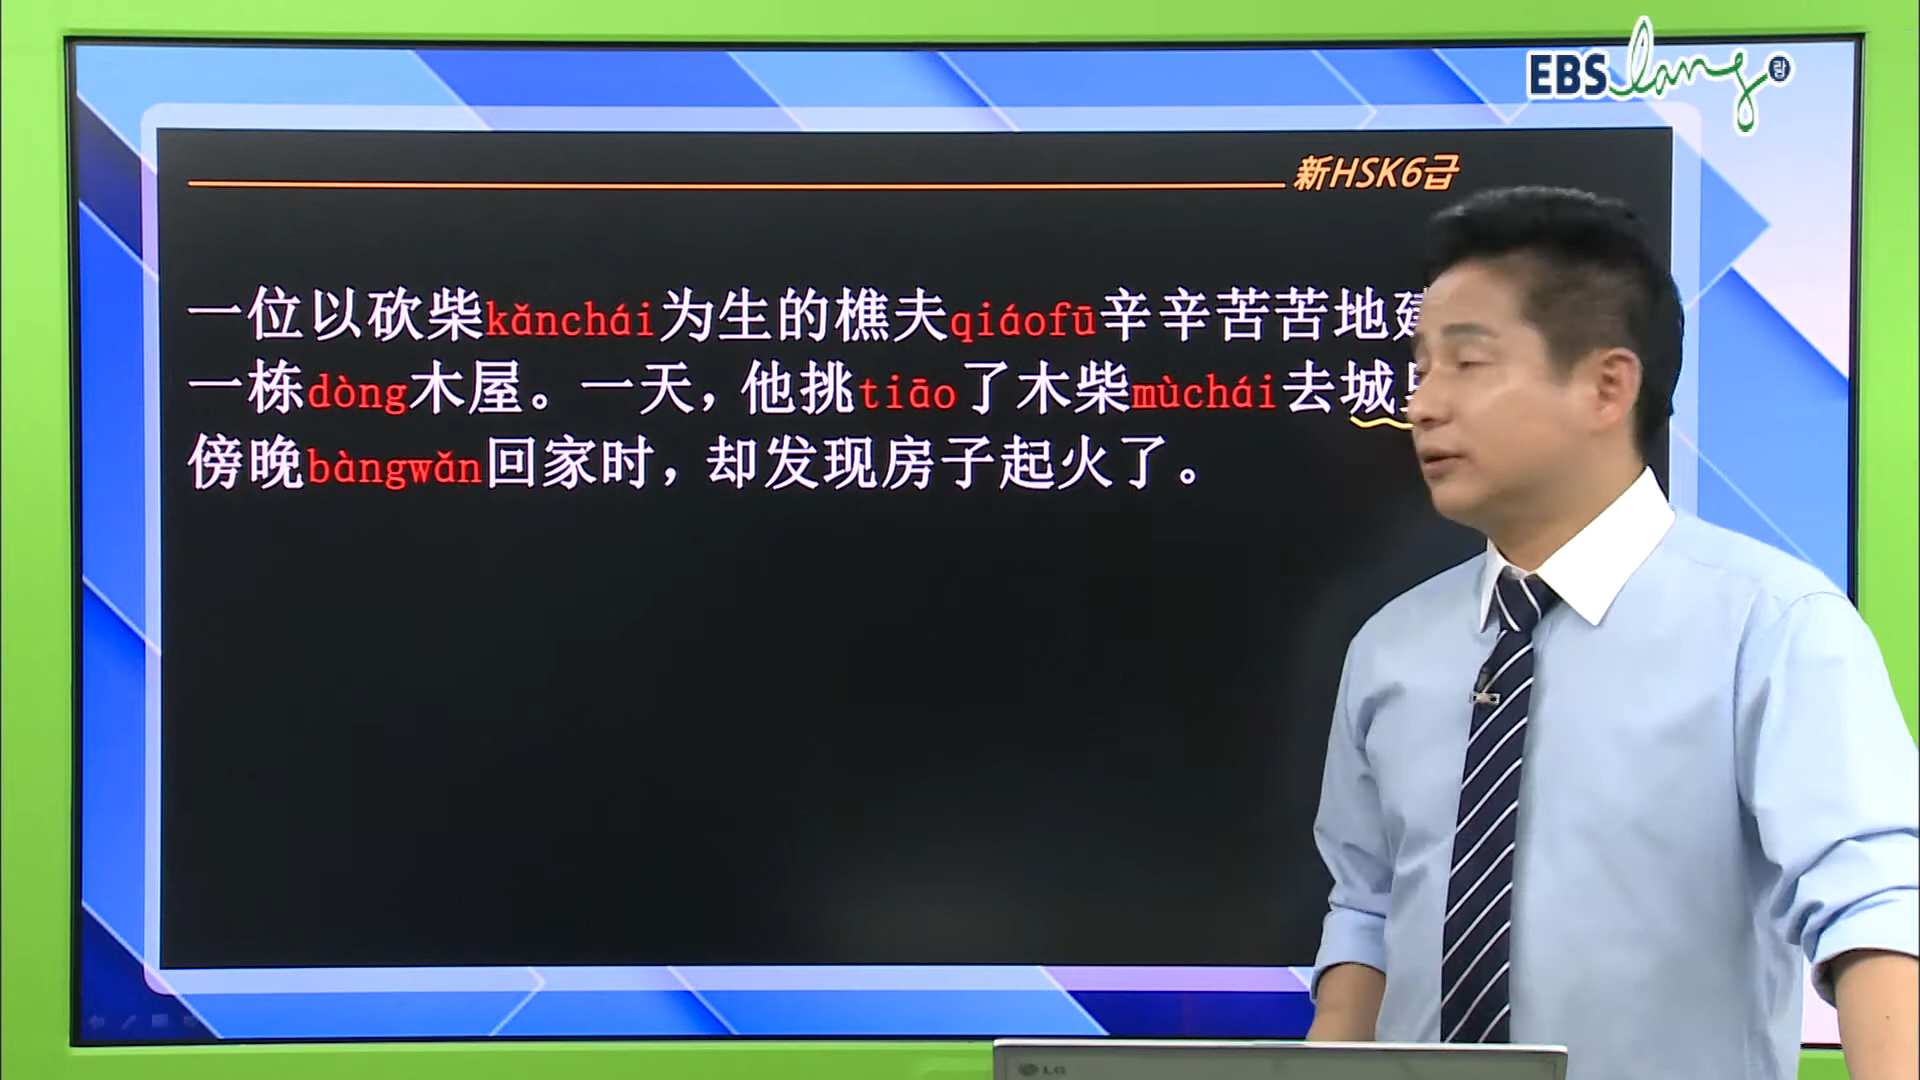 EBS lang 랑
新HSK6급
一位以砍柴kǎnchái为生的樵夫qiáofū辛辛苦苦地
一栋dòng木屋。一天，他挑tiāo了木柴mùchái去城
傍晚bàngwǎn回家时，却发现房子起火了。
LG